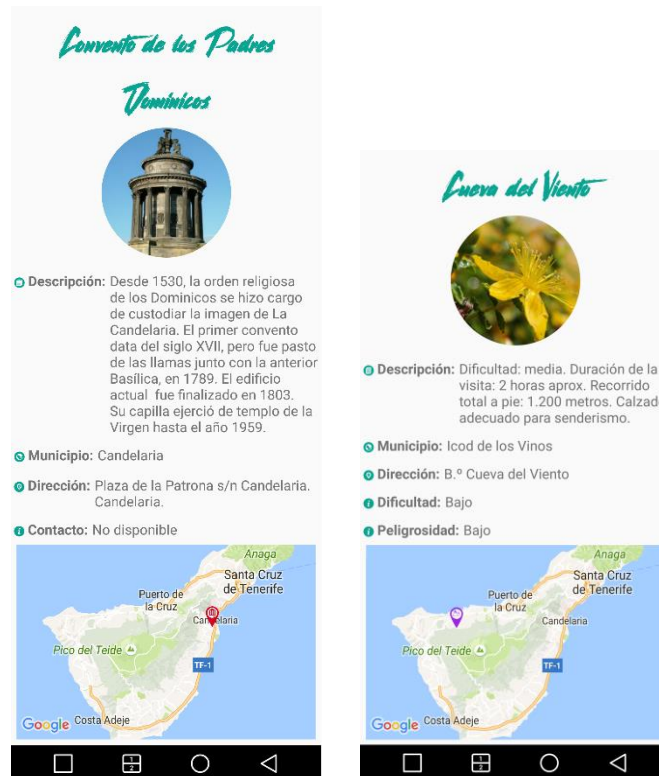 Convento de los Padres
Dominicos
Descripción: Desde 1530, la orden religiosa
de los Dominicos se hizo cargo
de custodiar la imagen de La
Candelaria. El primer convento
data del siglo XVII, pero fue pasto
de las llamas junto con la anterior
Basílica, en 1789. El edificio
actual fue finalizado en 1803.
Su capilla ejerció de templo de la
Virgen hasta el año 1959.
Municipio: Candelaria
Dirección: Plaza de la Patrona s/n Candelaria.
Candelaria.
Contacto: No disponible
Anaga
Santa Cruz
de Tenerife
Puerto de
la Cruz
Candelaria
Pico del Teide
TF-1
Google
Costa Adeje
1
2
Cueva del Viento
Descripción: Dificultad: media. Duración de la
visita: 2 horas aprox. Recorrido
total a pie: 1.200 metros. Calzado
adecuado para senderismo.
Municipio: Icod de los Vinos
Dirección: B.º Cueva del Viento
Dificultad: Bajo
Peligrosidad: Bajo
Anaga
Santa Cruz
de Tenerife
Puerto de
la Cruz
Candelaria
Pico del Teide
TF-1
Google
Costa Adeje
1
2